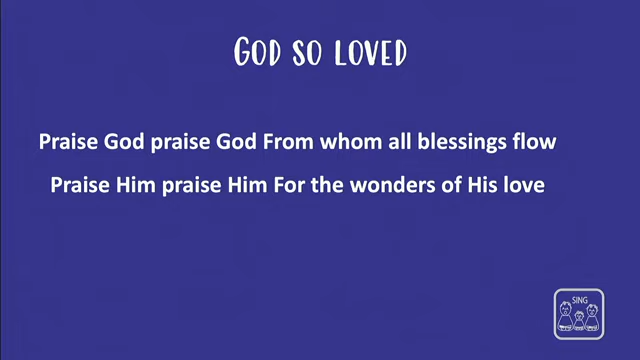 GOD SO LOVED
Praise God praise God From whom all blessings flow
Praise Him praise Him For the wonders of His love
SING